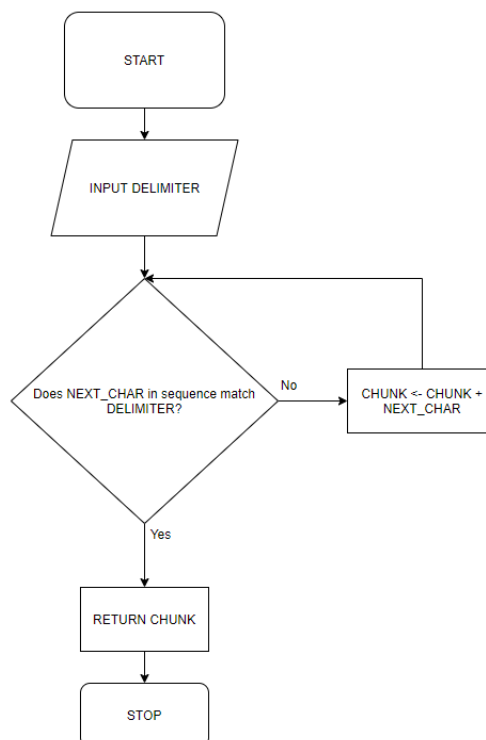 START
INPUT DELIMITER
Does NEXT_CHAR in sequence match
DELIMITER?
No
CHUNK <- CHUNK +
NEXT_CHAR
Yes
RETURN CHUNK
STOP